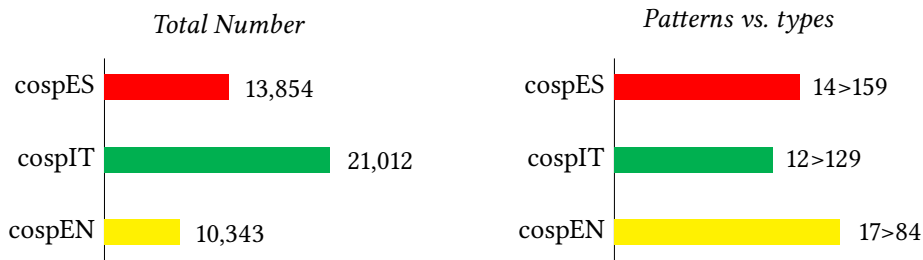 Total Number
cospES 13,854
cospIT 21,012
cospEN 10,343
Patterns vs. types
cospES 14>159
cospIT 12>129
cospEN 17>84